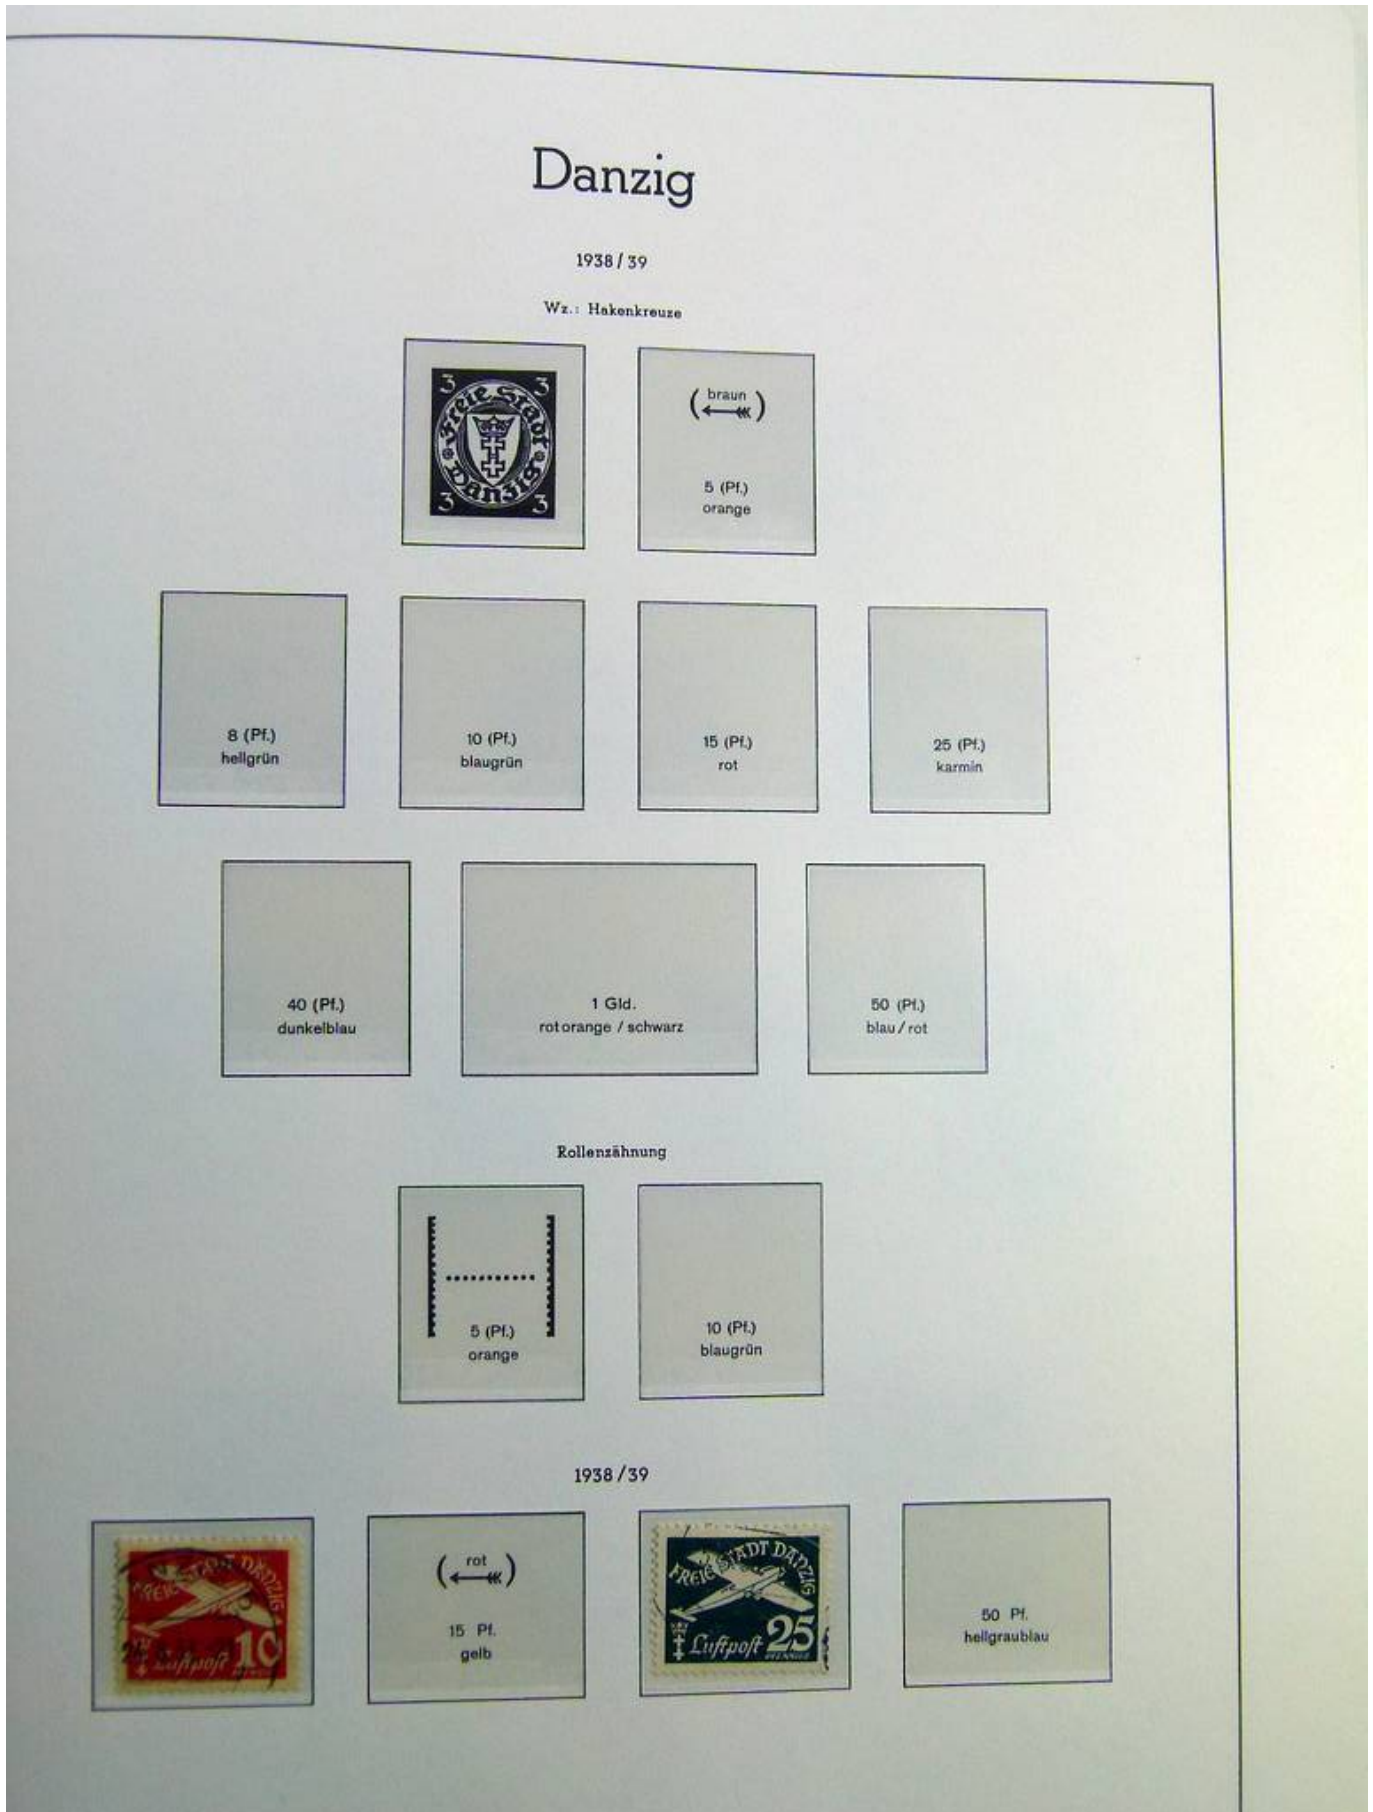 Danzig
1938/39
Wz.: Hakenkreuze
3 3
Freie Stadt
Danzig
3 3
(braun)
5 (Pf.)
orange
8 (Pf.)
hellgrün
10 (Pf.)
blaugrün
15 (Pf.)
rot
25 (Pf.)
karmin
40 (Pf.)
dunkelblau
1 Gld.
rotorange / schwarz
50 (Pf.)
blau/rot
Rollenzähnung
5 (Pf.)
orange
10 (Pf.)
blaugrün
1938/39
FREIE STADT DANZIG
Luftpost 10
(rot)
15 Pf.
gelb
FREIE STADT DANZIG
Luftpost 25
PFENNIGE
50 Pf.
hellgraublau